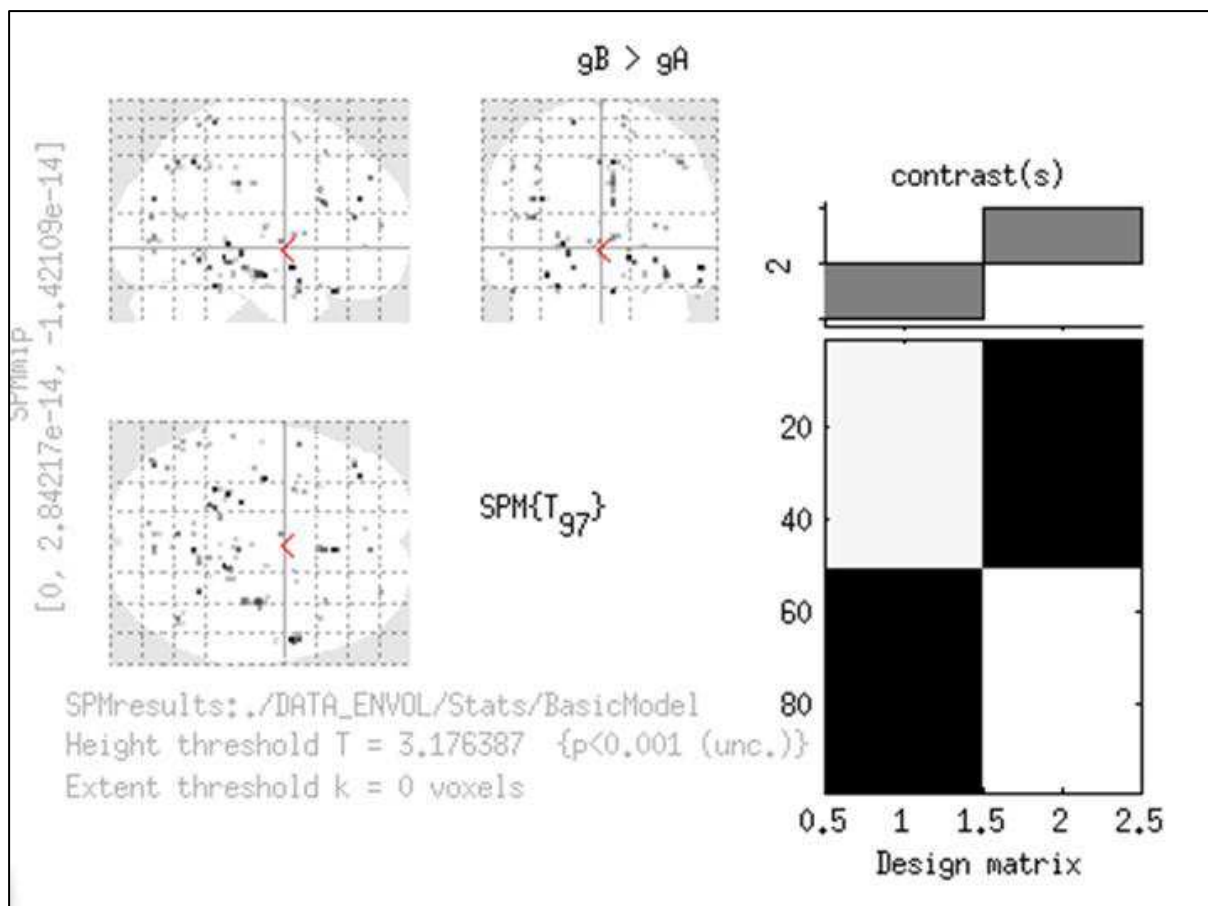 gB > gA
SPMmip
[0, 2.84217e-14, -1.42109e-14]
SPM{T97}
SPMresults:./DATA_ENVOL/Stats/BasicModel
Height threshold T = 3.176387 {p<0.001 (unc.)}
Extent threshold k = 0 voxels
contrast(s)
2
20
40
60
80
0.5 1 1.5 2 2.5
Design matrix